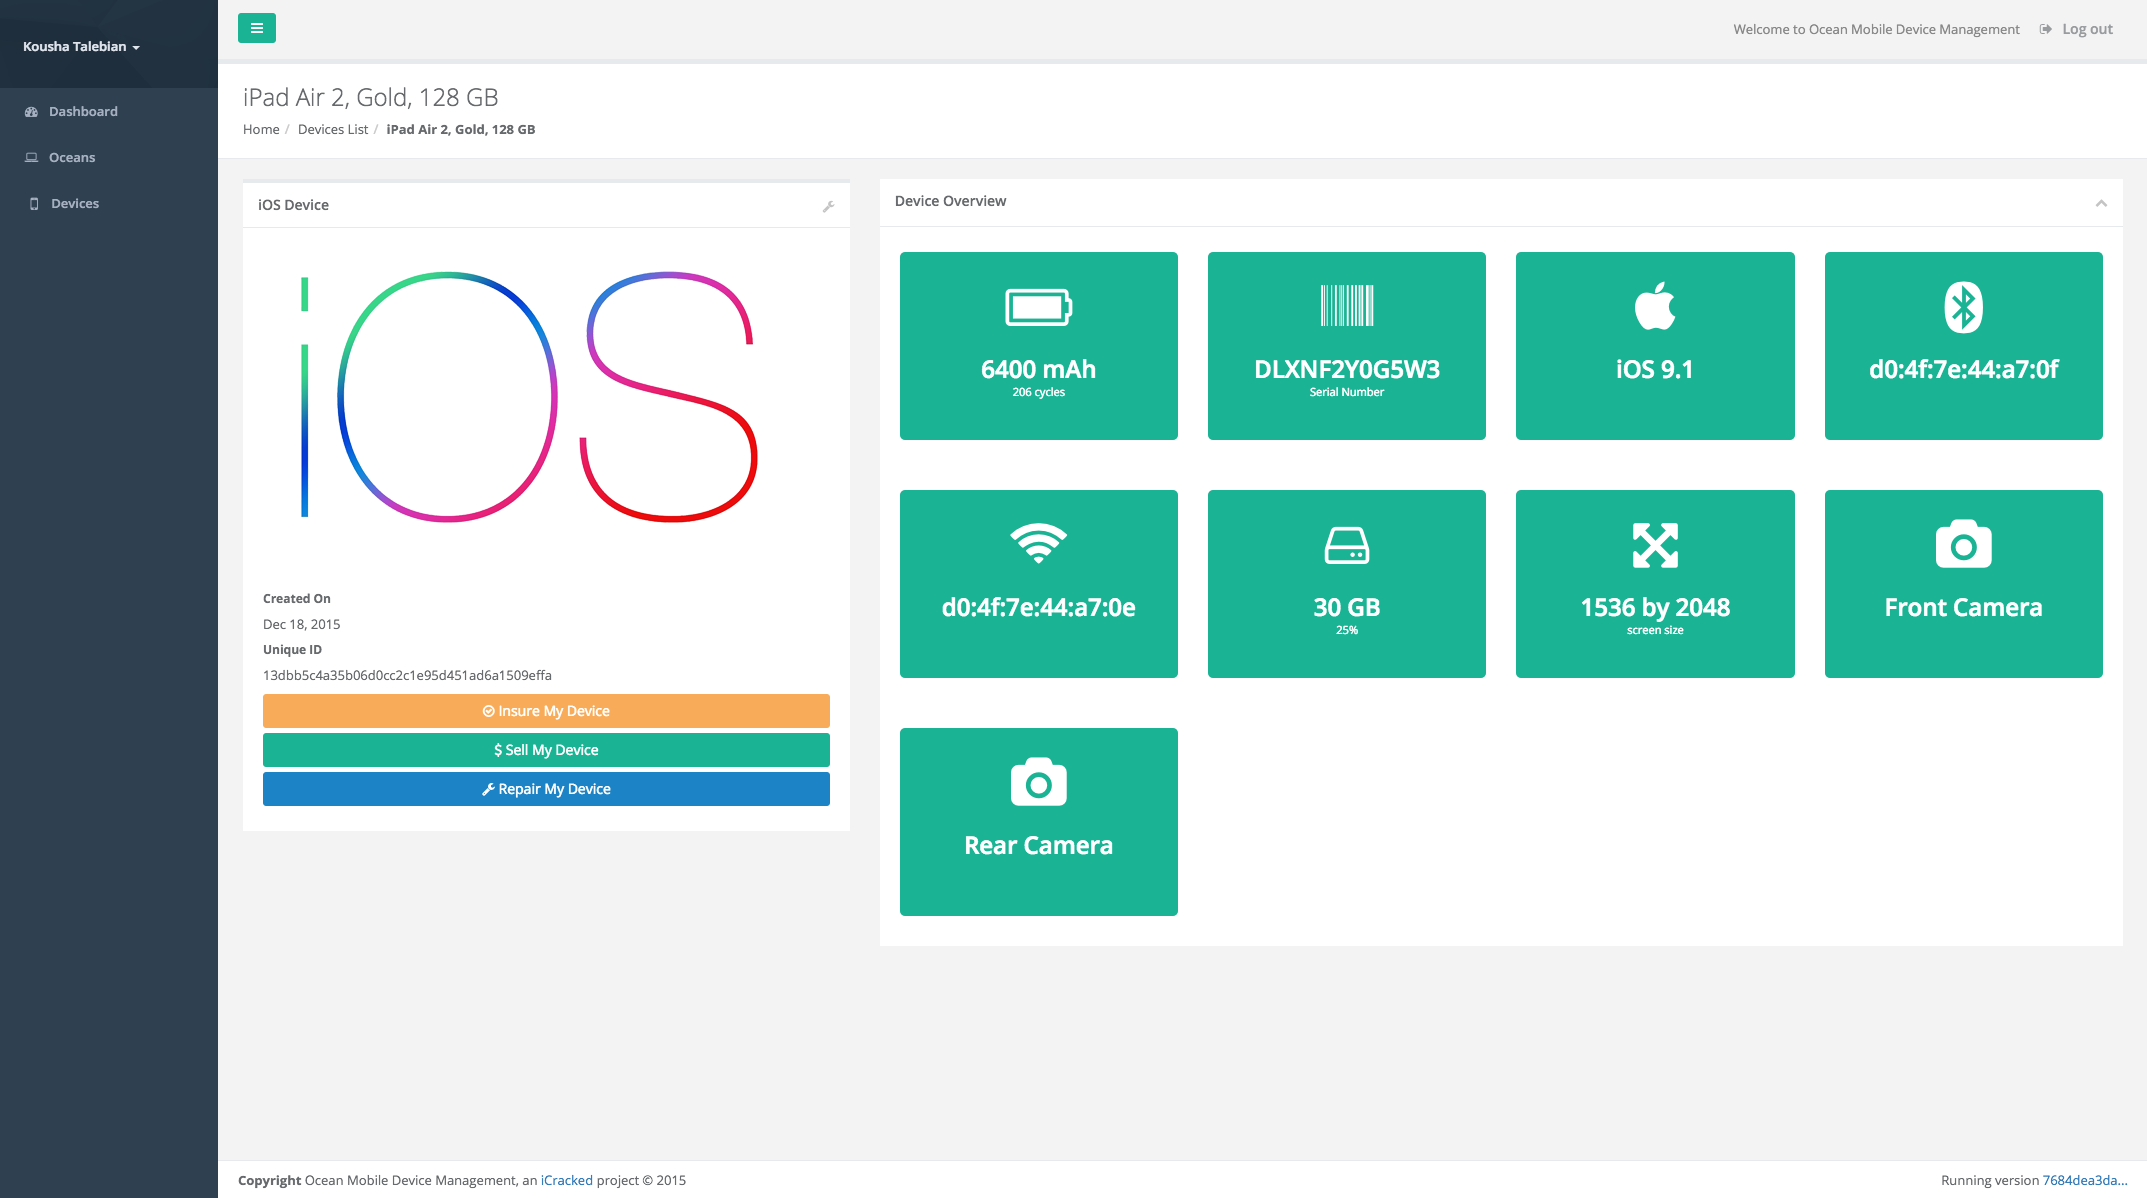 Kousha Talebian
Dashboard
Oceans
Devices
Welcome to Ocean Mobile Device Management
Log out
iPad Air 2, Gold, 128 GB
Home / Devices List / iPad Air 2, Gold, 128 GB
iOS Device
iOS
Created On
Dec 18, 2015
Unique ID
13dbb5c4a35b06d0cc2c1e95d451ad6a1509effa
Insure My Device
$ Sell My Device
Repair My Device
Device Overview
6400 mAh
206 cycles
DLXNF2Y0G5W3
Serial Number
iOS 9.1
d0:4f:7e:44:a7:0f
d0:4f:7e:44:a7:0e
30 GB
25%
1536 by 2048
screen size
Front Camera
Rear Camera
Copyright Ocean Mobile Device Management, an iCracked project © 2015
Running version 7684dea3da...